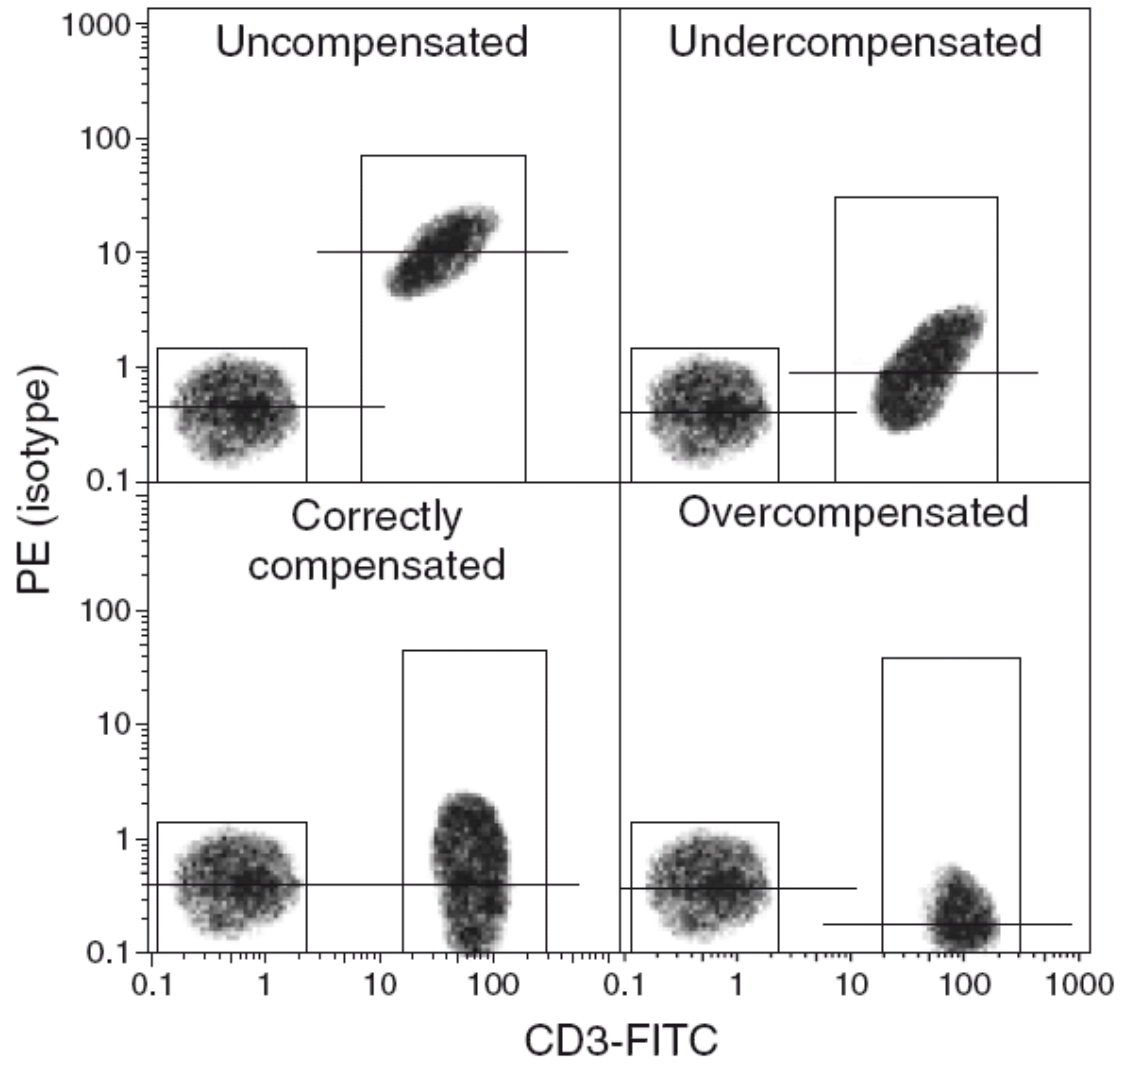 1000
Uncompensated
Undercompensated
100
10
1
0.1
PE (isotype)
Correctly
compensated
Overcompensated
100
10
1
0.1
0.1 1 10 100 0.1 1 10 100 1000
CD3-FITC